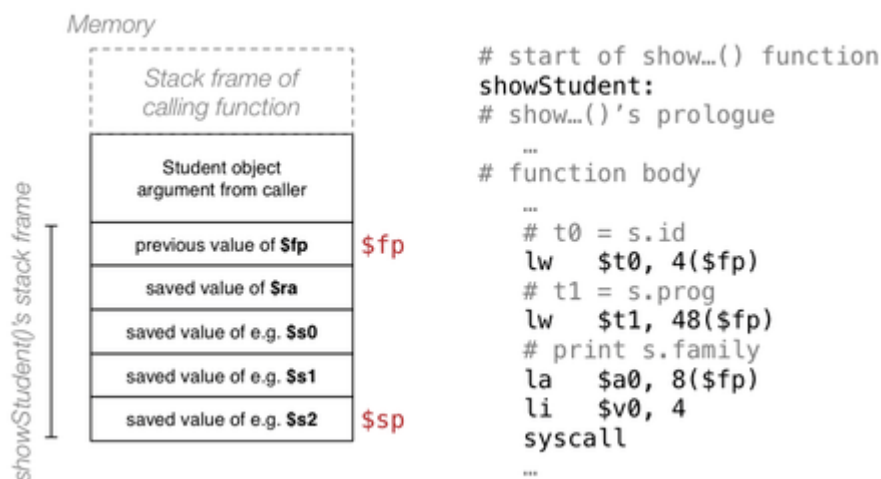 Memory
Stack frame of
calling function
Student object
argument from caller
previous value of $fp
$fp
saved value of $ra
saved value of e.g. $s0
saved value of e.g. $s1
saved value of e.g. $s2
$sp
showStudent()'s stack frame
# start of show…() function
showStudent:
# show…()'s prologue
…
# function body
…
# t0 = s.id
lw $t0, 4($fp)
# t1 = s.prog
lw $t1, 48($fp)
# print s.family
la $a0, 8($fp)
li $v0, 4
syscall
…